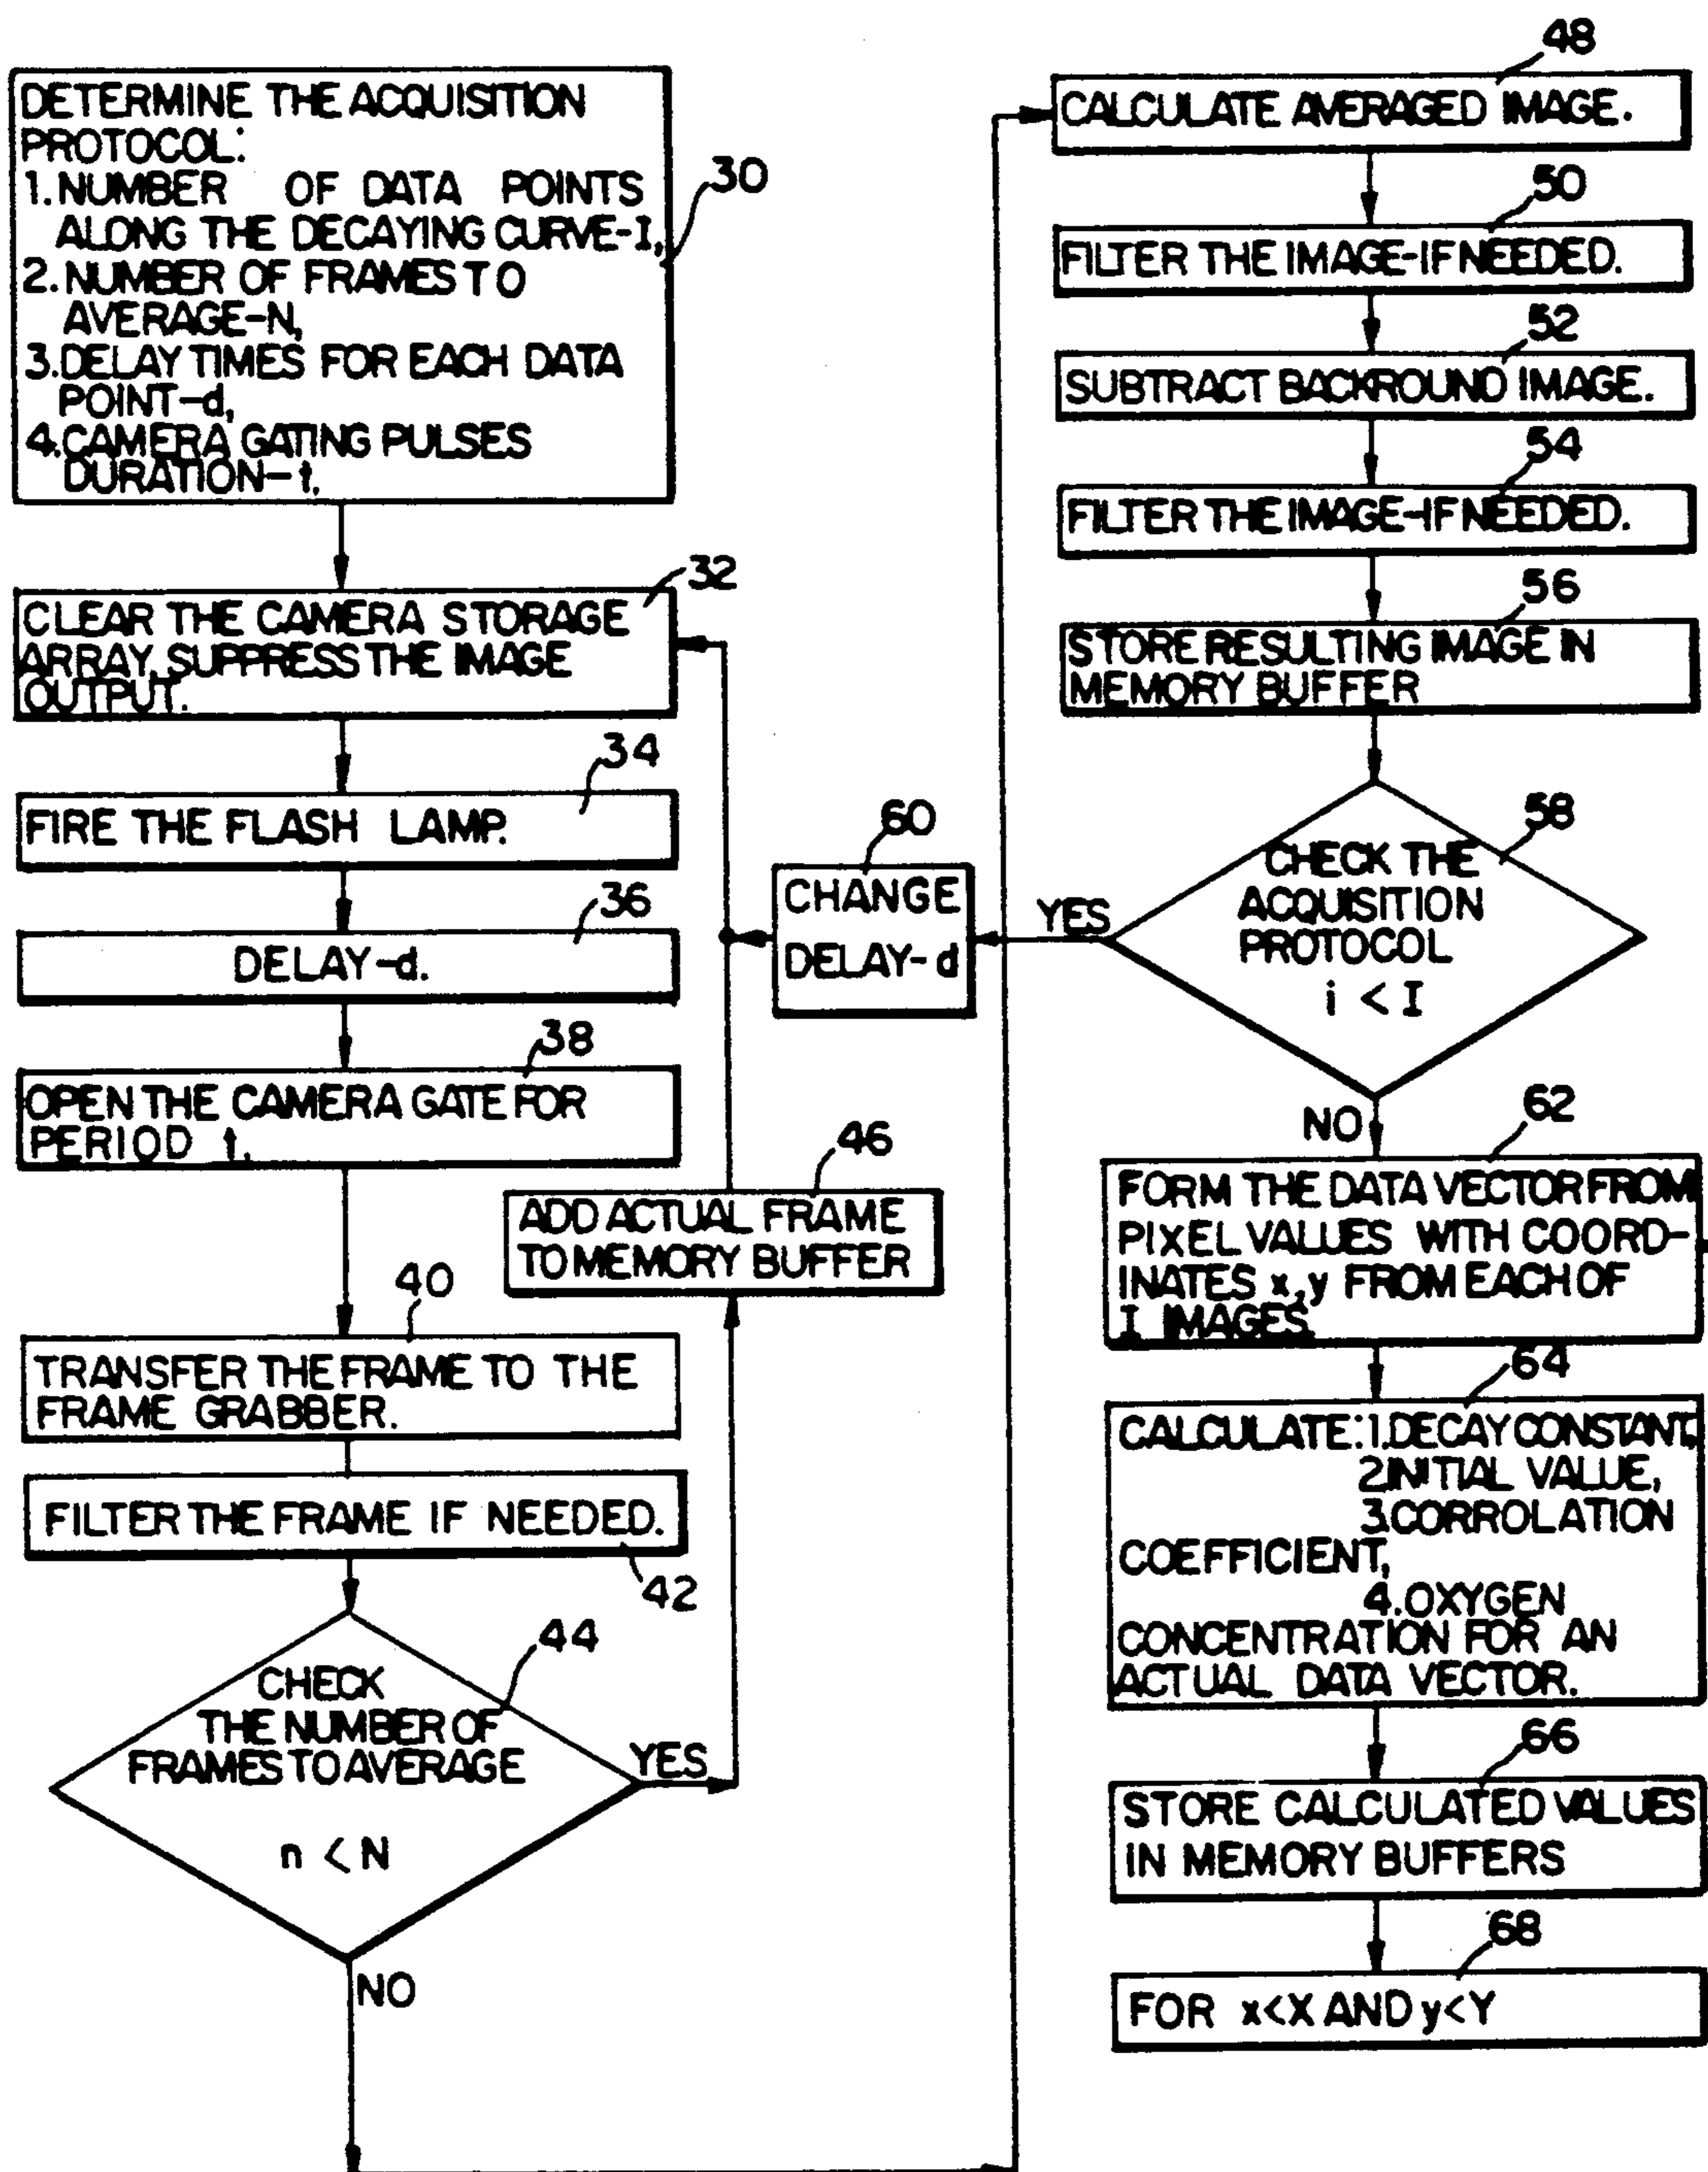 DETERMINE THE ACQUISITION
PROTOCOL:
1. NUMBER OF DATA POINTS
ALONG THE DECAYING CURVE-I,
2. NUMBER OF FRAMES TO
AVERAGE-N,
3. DELAY TIMES FOR EACH DATA
POINT-d,
4. CAMERA GATING PULSES
DURATION-t.
30
CLEAR THE CAMERA STORAGE
ARRAY, SUPPRESS THE IMAGE
OUTPUT.
32
FIRE THE FLASH LAMP.
34
DELAY-d.
36
OPEN THE CAMERA GATE FOR
PERIOD t.
38
TRANSFER THE FRAME TO THE
FRAME GRABBER.
40
FILTER THE FRAME IF NEEDED.
42
CHECK
THE NUMBER OF
FRAMES TO AVERAGE
n < N
44
YES
NO
ADD ACTUAL FRAME
TO MEMORY BUFFER
46
CALCULATE AVERAGED IMAGE.
48
FILTER THE IMAGE-IF NEEDED.
50
SUBTRACT BACKROUND IMAGE.
52
FILTER THE IMAGE-IF NEEDED.
54
STORE RESULTING IMAGE IN
MEMORY BUFFER
56
CHECK THE
ACQUISITION
PROTOCOL
i < I
58
YES
NO
CHANGE
DELAY-d
60
FORM THE DATA VECTOR FROM
PIXEL VALUES WITH COORD-
INATES x,y FROM EACH OF
I IMAGES.
62
CALCULATE: 1. DECAY CONSTANT,
2. INITIAL VALUE,
3. CORROLATION
COEFFICIENT,
4. OXYGEN
CONCENTRATION FOR AN
ACTUAL DATA VECTOR.
64
STORE CALCULATED VALUES
IN MEMORY BUFFERS
66
FOR x<X AND y<Y
68